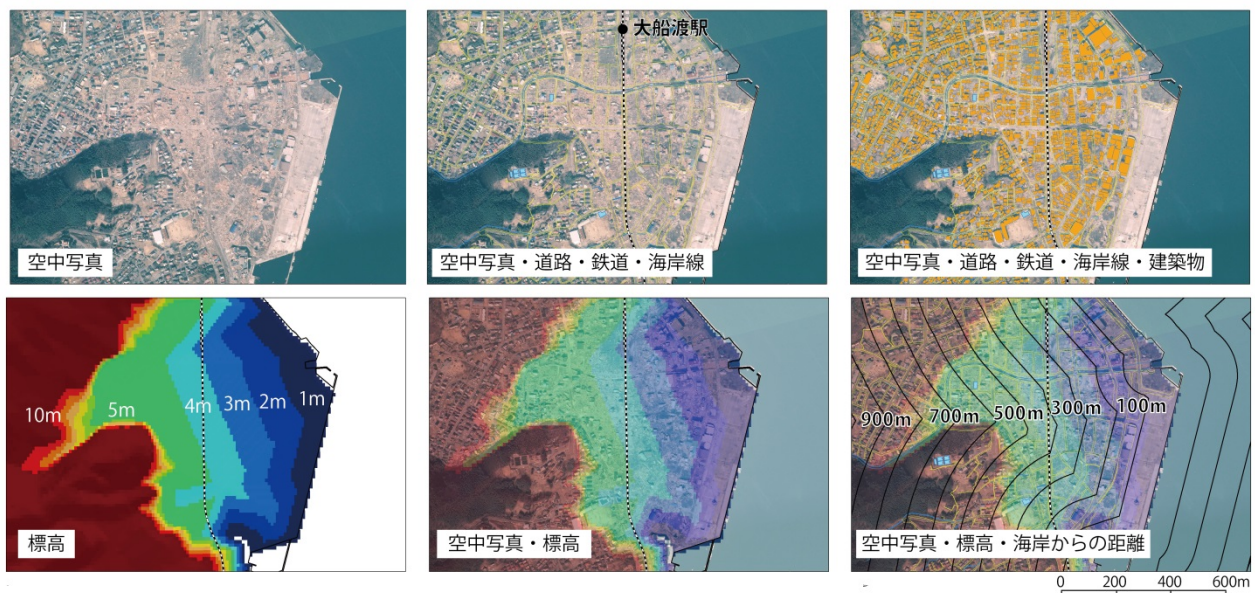 大船渡駅
空中写真
空中写真・道路・鉄道・海岸線
空中写真・道路・鉄道・海岸線・建築物
10m 5m 4m 3m 2m 1m
標高
空中写真・標高
900m 700m 500m 300m 100m
空中写真・標高・海岸からの距離
0 200 400 600m